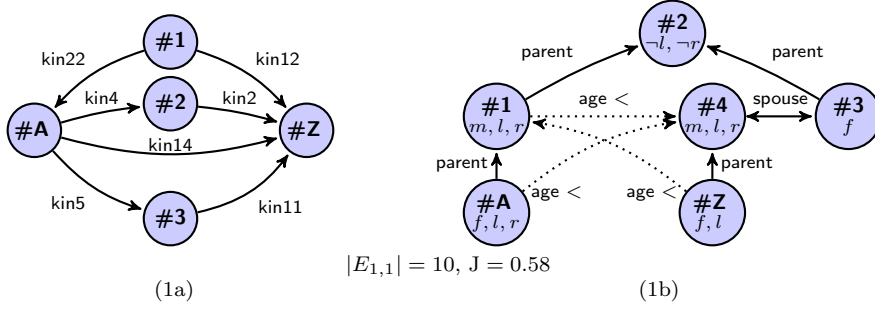 #1
kin22
kin12
kin4
#2
kin2
#A
#Z
kin14
kin5
kin11
#3
#2
¬l, ¬r
parent
parent
#1
m, l, r
age <
#4
m, l, r
spouse
#3
f
parent
parent
#A
f, l, r
age <
age <
#Z
f, l
|E1,1| = 10, J = 0.58
(1a)
(1b)